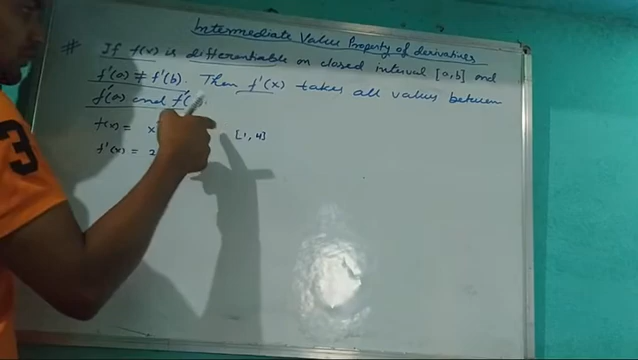 Intermediate Value Property of derivatives
# If f(x) is differentiable on closed interval [a,b] and
f'(a) ≠ f'(b). Then f'(x) takes all values between
f'(a) and f'(
f(x) = x [1, 4]
f'(x) = 2
3